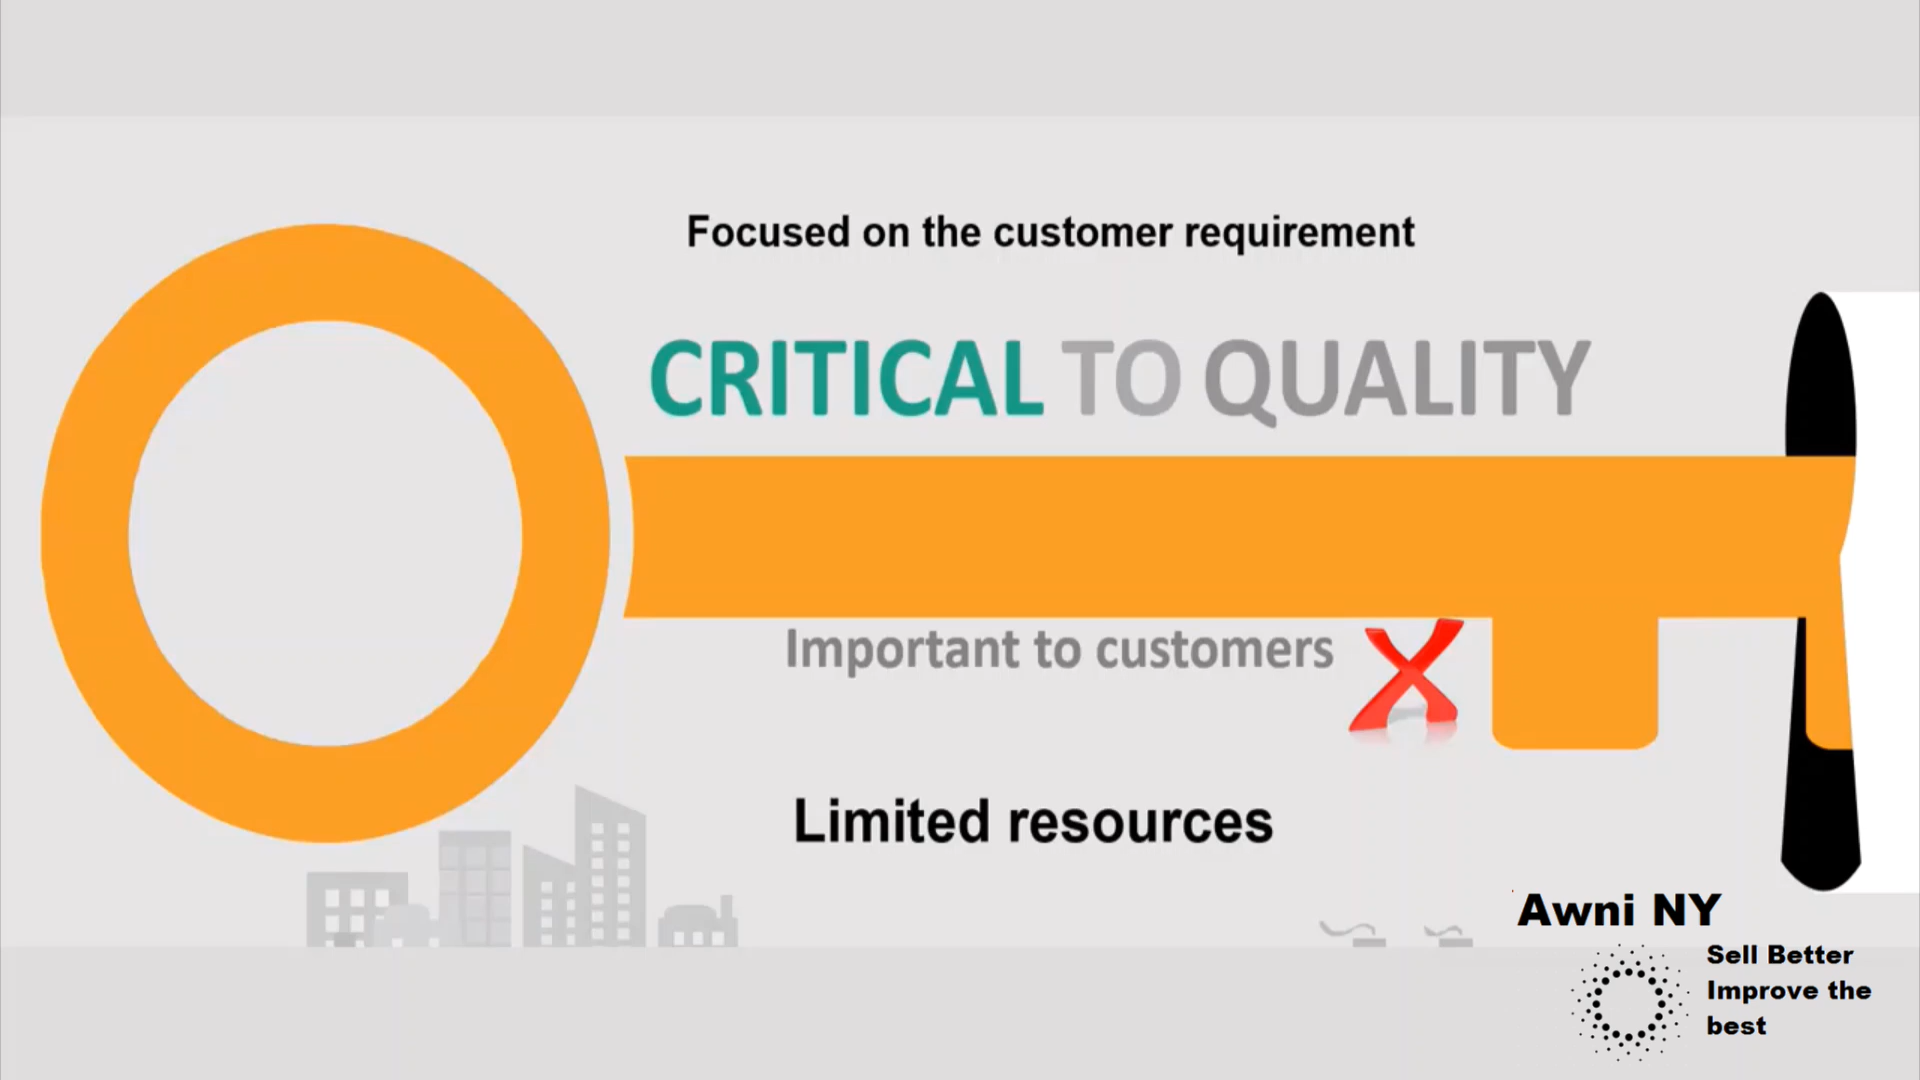 Focused on the customer requirement
CRITICAL TO QUALITY
Important to customers
Limited resources
Awni NY
Sell Better
Improve the
best